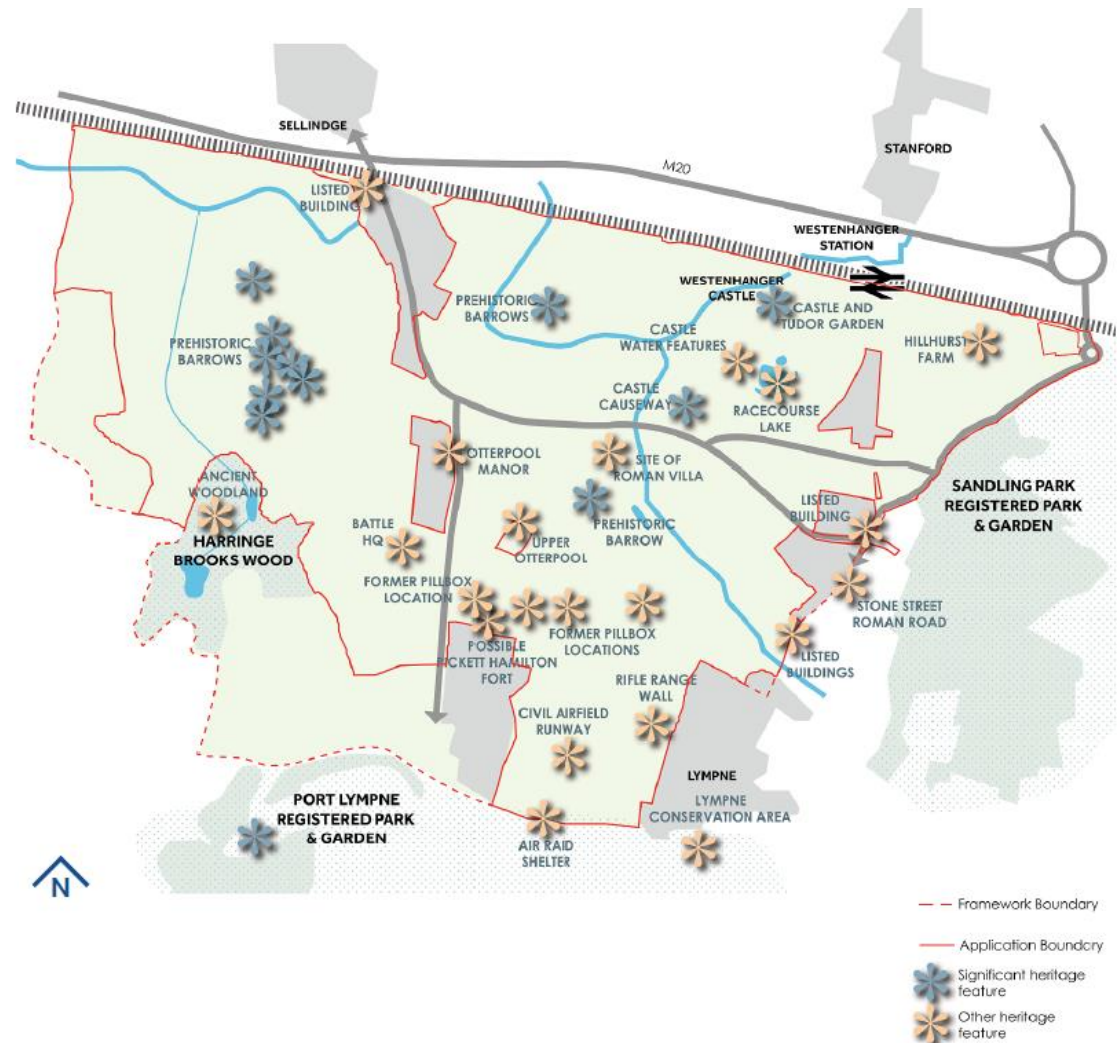 SELLINDGE
STANFORD
M20
LISTED
BUILDING
WESTENHANGER
STATION
PREHISTORIC
BARROWS
WESTENHANGER
CASTLE
CASTLE AND
TUDOR GARDEN
PREHISTORIC
BARROWS
CASTLE
WATER FEATURES
HILLHURST
FARM
CASTLE
CAUSEWAY
RACECOURSE
LAKE
OTTERPOOL
MANOR
SITE OF
ROMAN VILLA
ANCIENT
WOODLAND
SANDLING PARK
REGISTERED PARK
& GARDEN
LISTED
BUILDING
PREHISTORIC
BARROW
BATTLE
HQ
UPPER
OTTERPOOL
HARRINGE
BROOKS WOOD
FORMER PILLBOX
LOCATION
STONE STREET
ROMAN ROAD
FORMER PILLBOX
LOCATIONS
POSSIBLE
PICKETT HAMILTON
FORT
LISTED
BUILDINGS
RIFLE RANGE
WALL
CIVIL AIRFIELD
RUNWAY
LYMPNE
PORT LYMPNE
REGISTERED PARK
& GARDEN
LYMPNE
CONSERVATION AREA
AIR RAID
SHELTER
N
Framework Boundary
Application Boundary
Significant heritage
feature
Other heritage
feature